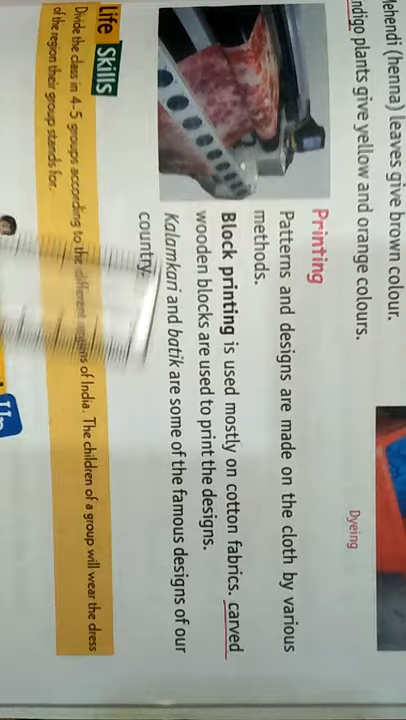 Mehendi (henna) leaves give brown colour.
Indigo plants give yellow and orange colours.
Dyeing
Printing
Patterns and designs are made on the cloth by various
methods.
Block printing is used mostly on cotton fabrics. carved
wooden blocks are used to print the designs.
Kalamkari and batik are some of the famous designs of our
country.
Life Skills
Divide the class in 4-5 groups according to the different regions of India. The children of a group will wear the dress
of the region their group stands for.